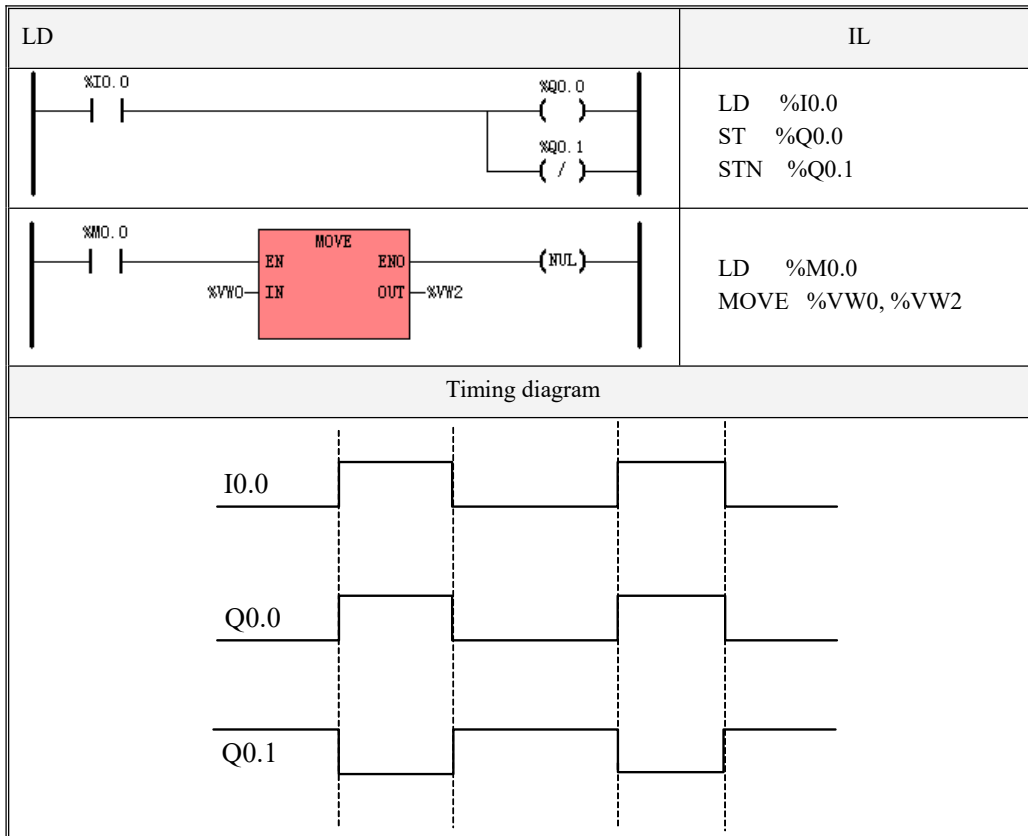 LD IL
%I0.0 %Q0.0
%Q0.1
/
LD %I0.0
ST %Q0.0
STN %Q0.1
%M0.0 MOVE
EN ENO (NUL)
%VW0 IN OUT %VW2
LD %M0.0
MOVE %VW0, %VW2
Timing diagram
I0.0
Q0.0
Q0.1